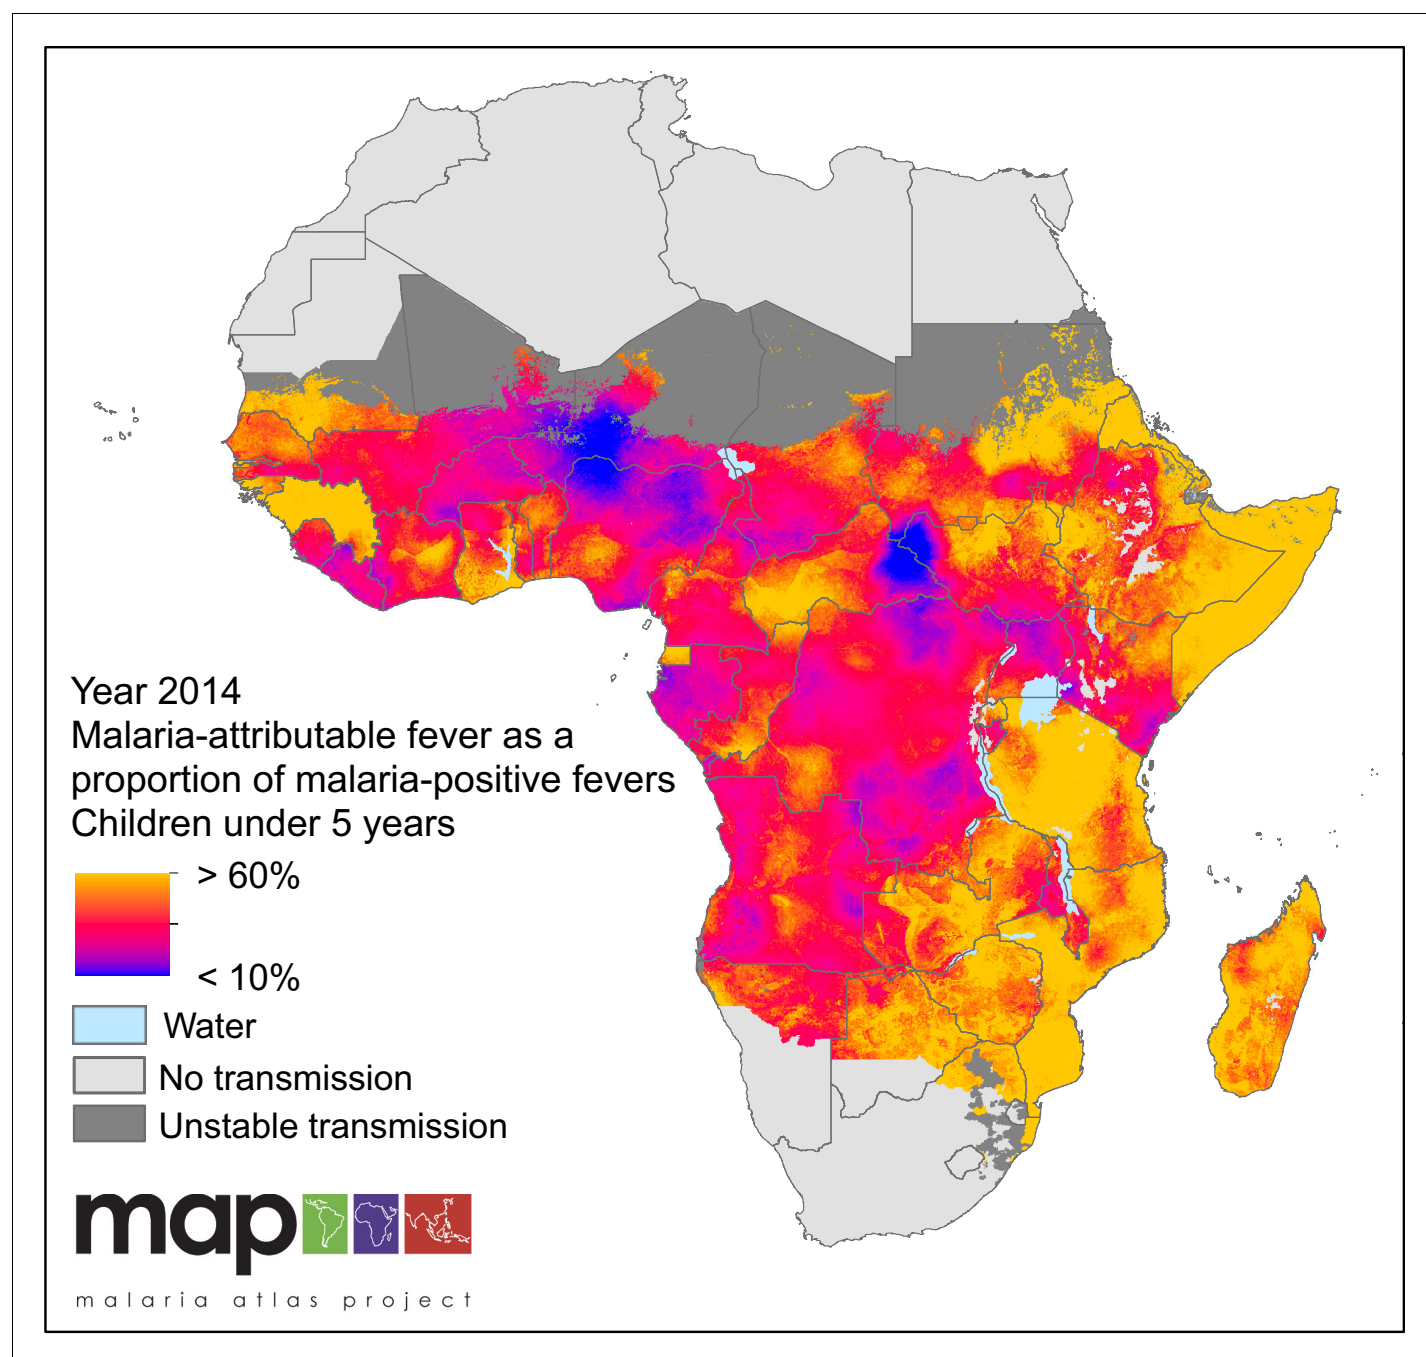 Year 2014
Malaria-attributable fever as a
proportion of malaria-positive fevers
Children under 5 years
> 60%
< 10%
Water
No transmission
Unstable transmission
map
malaria atlas project